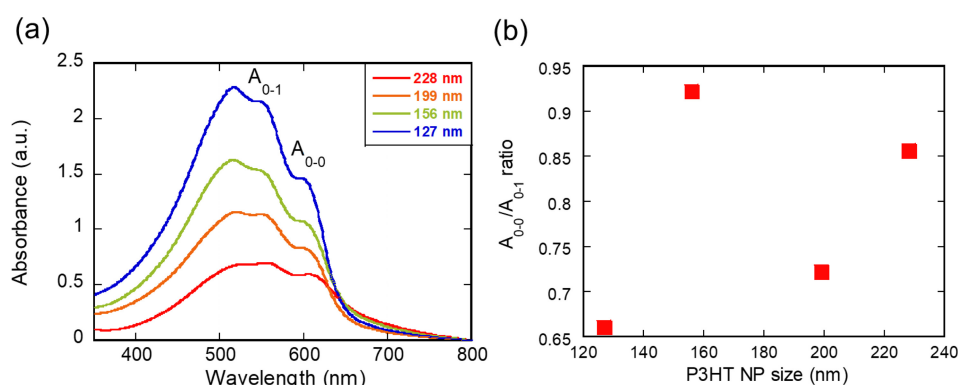 (a)
2.5
2
1.5
1
0.5
0
Absorbance (a.u.)
A0-1
A0-0
228 nm
199 nm
156 nm
127 nm
400 500 600 700 800
Wavelength (nm)
(b)
0.95
0.9
0.85
0.8
0.75
0.7
0.65
A0-0/A0-1 ratio
120 140 160 180 200 220 240
P3HT NP size (nm)